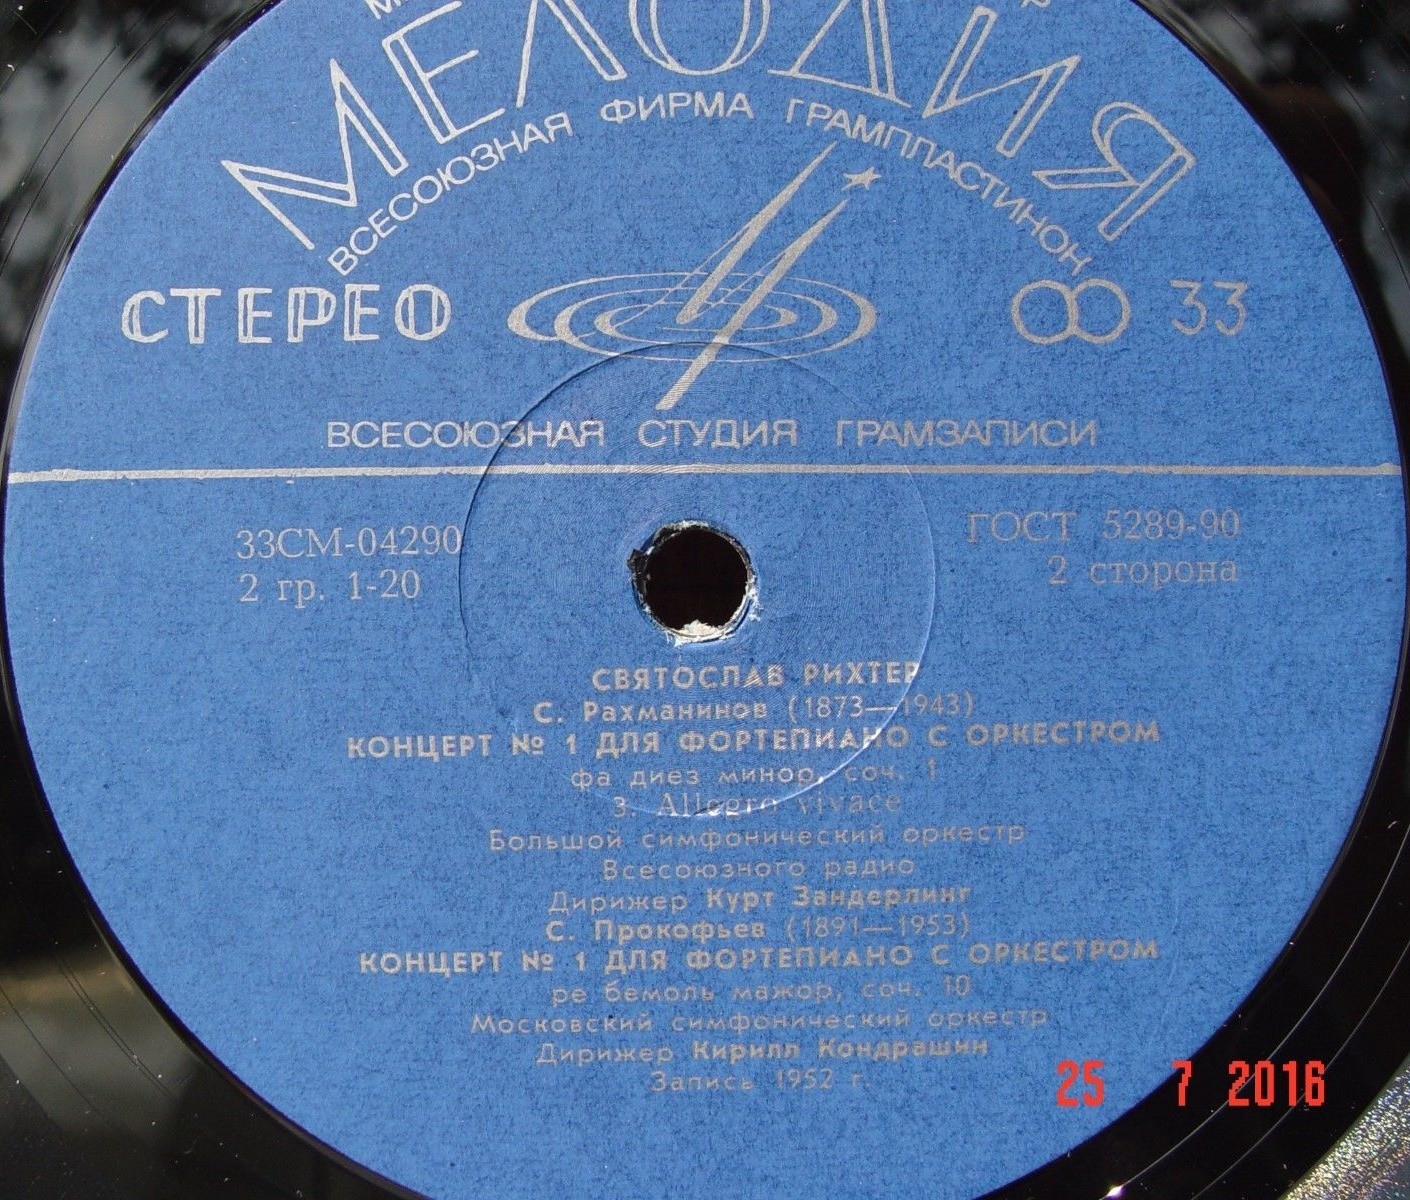 МЕЛОДИЯ
ВСЕСОЮЗНАЯ ФИРМА ГРАМПЛАСТИНОК
СТЕРЕО 33
ВСЕСОЮЗНАЯ СТУДИЯ ГРАМЗАПИСИ
33СМ-04290 ГОСТ 5289-90
2 гр. 1-20 2 сторона
СВЯТОСЛАВ РИХТЕР
С. Рахманинов (1873—1943)
КОНЦЕРТ № 1 ДЛЯ ФОРТЕПИАНО С ОРКЕСТРОМ
фа диез минор, соч. 1
3. Allegro vivace
Большой симфонический оркестр
Всесоюзного радио
Дирижер Курт Зандерлинг
С. Прокофьев (1891—1953)
КОНЦЕРТ № 1 ДЛЯ ФОРТЕПИАНО С ОРКЕСТРОМ
ре бемоль мажор, соч. 10
Московский симфонический оркестр
Дирижер Кирилл Кондрашин
Запись 1952 г.
25 7 2016